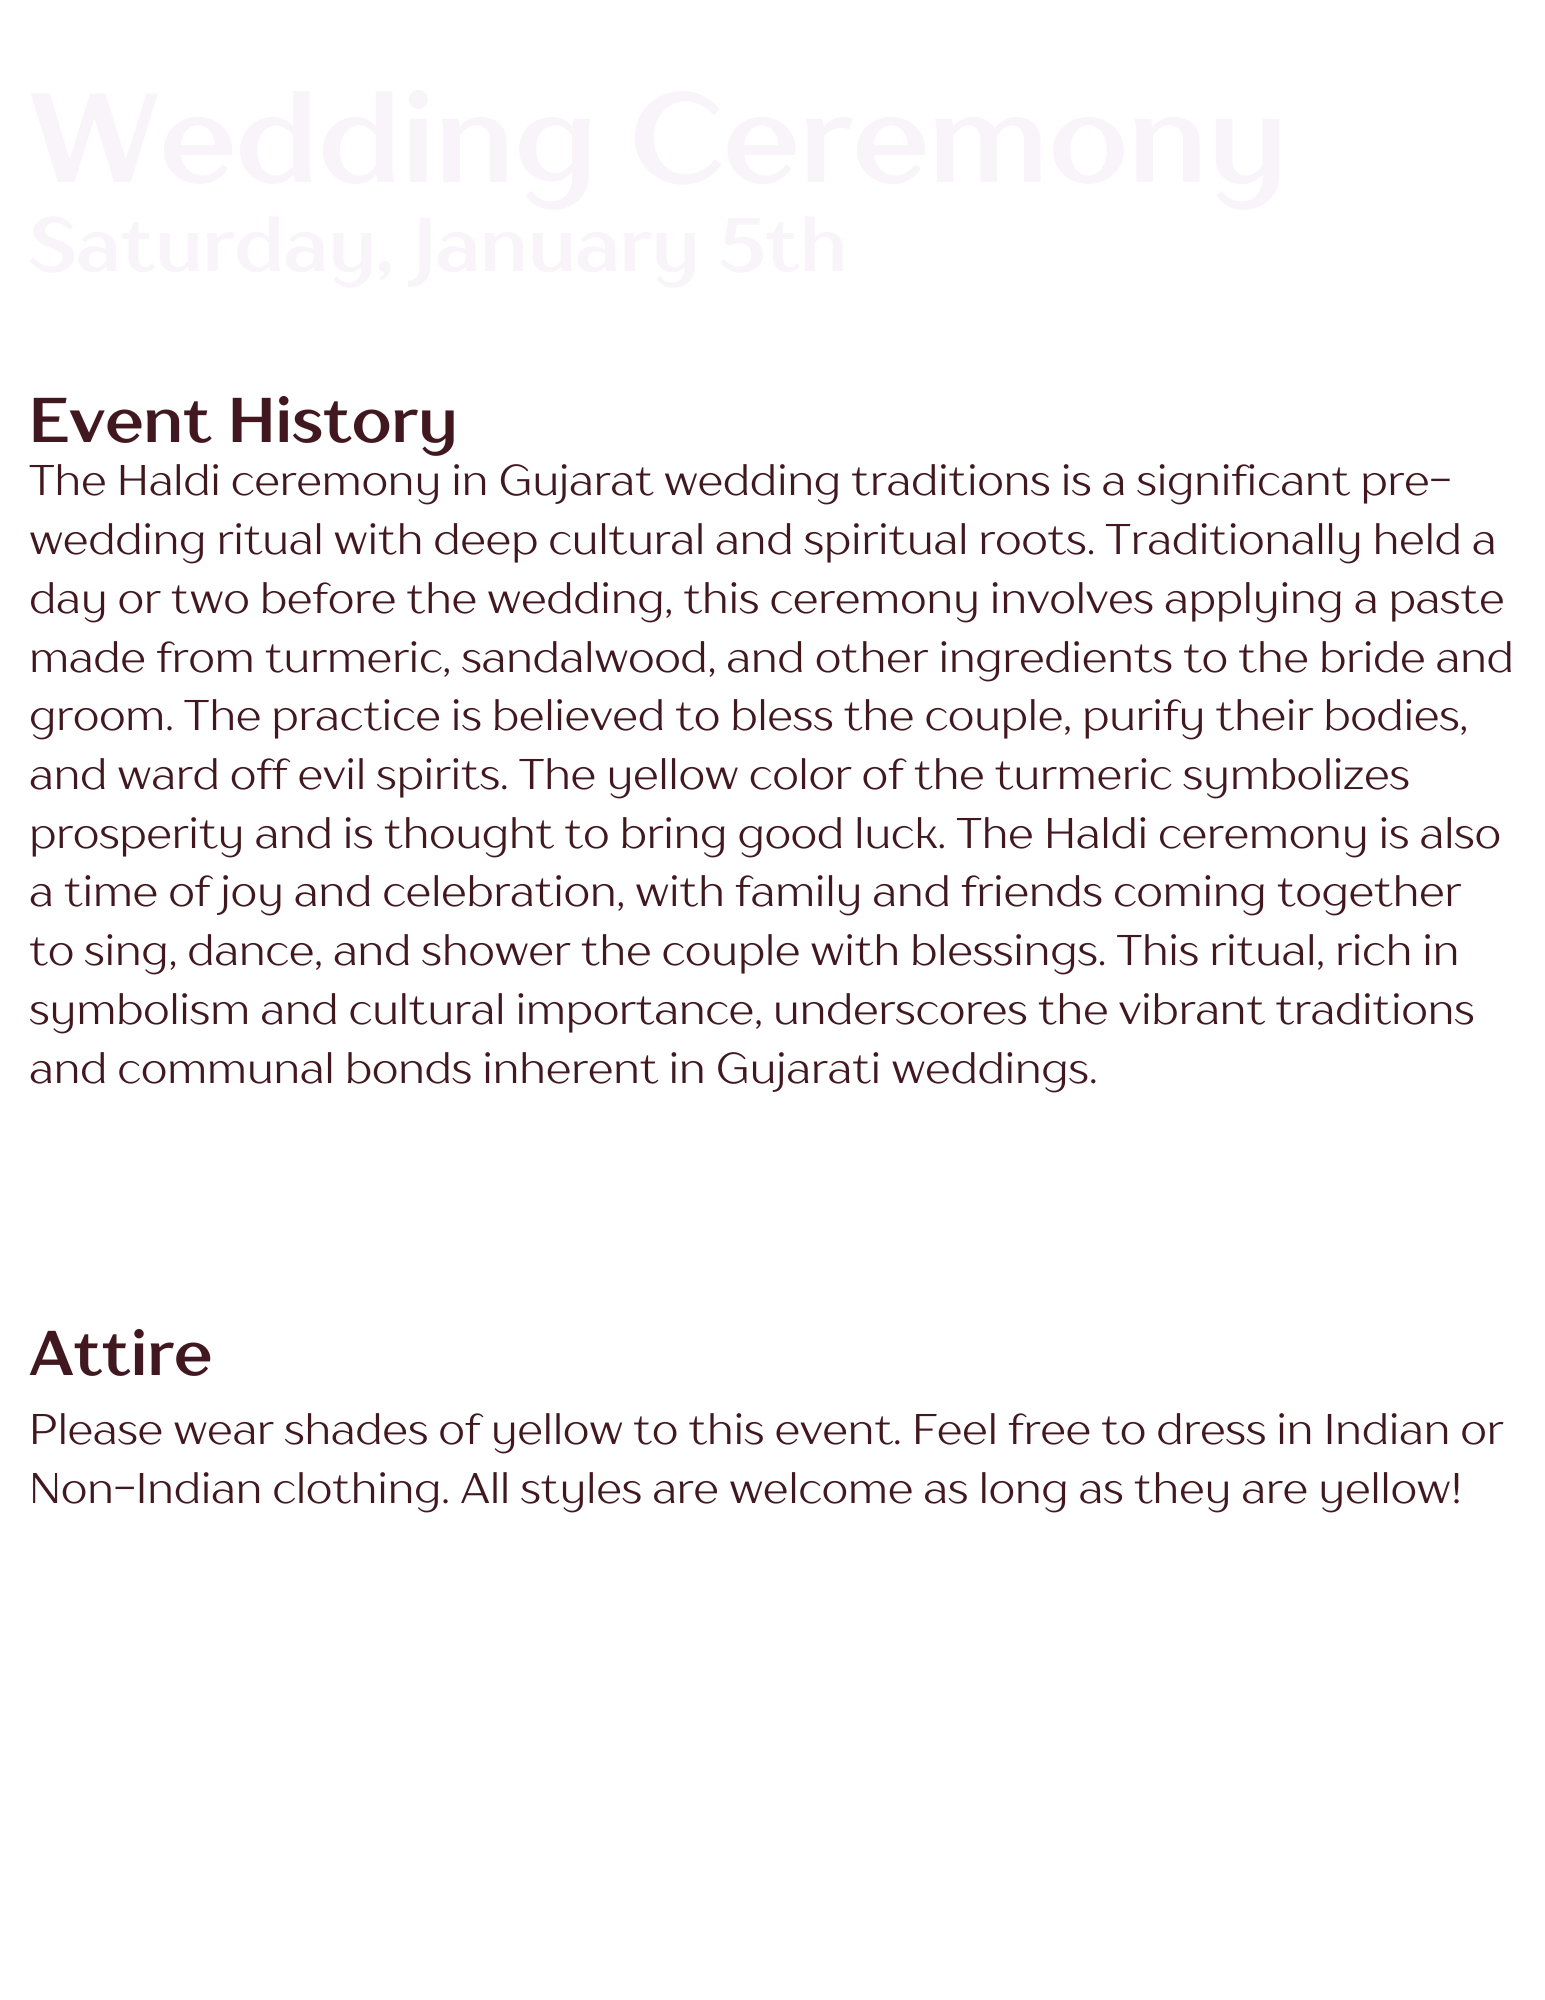 Wedding Ceremony
Saturday, January 5th
Event History
The Haldi ceremony in Gujarat wedding traditions is a significant pre-
wedding ritual with deep cultural and spiritual roots. Traditionally held a
day or two before the wedding, this ceremony involves applying a paste
made from turmeric, sandalwood, and other ingredients to the bride and
groom. The practice is believed to bless the couple, purify their bodies,
and ward off evil spirits. The yellow color of the turmeric symbolizes
prosperity and is thought to bring good luck. The Haldi ceremony is also
a time of joy and celebration, with family and friends coming together
to sing, dance, and shower the couple with blessings. This ritual, rich in
symbolism and cultural importance, underscores the vibrant traditions
and communal bonds inherent in Gujarati weddings.
Attire
Please wear shades of yellow to this event. Feel free to dress in Indian or
Non-Indian clothing. All styles are welcome as long as they are yellow!